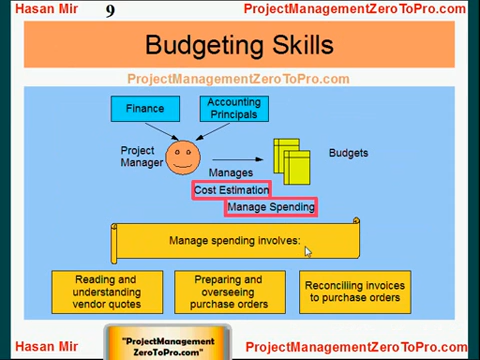 Hasan Mir
9
ProjectManagementZeroToPro.com
Budgeting Skills
ProjectManagementZeroToPro.com
Finance
Accounting
Principals
Project
Manager
Manages
Budgets
Cost Estimation
Manage Spending
Manage spending involves:
Reading and
understanding
vendor quotes
Preparing and
overseeing
purchase orders
Reconciling invoices
to purchase orders
Hasan Mir
"ProjectManagement
ZeroToPro.com"
ProjectManagementZeroToPro.com